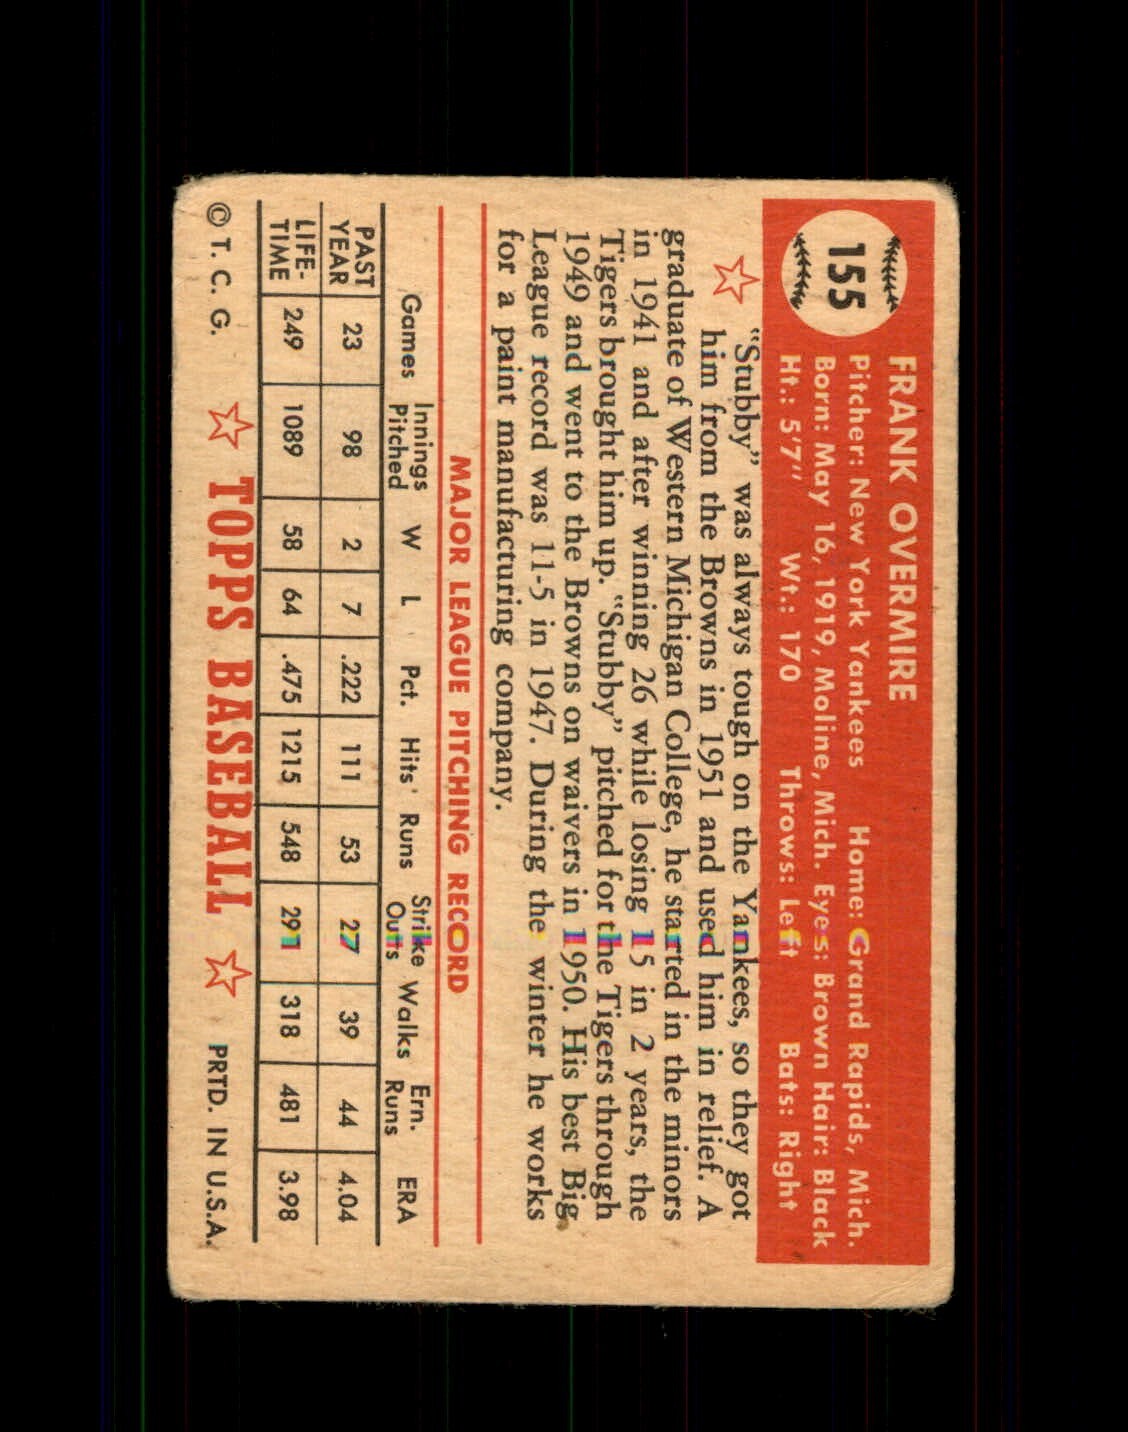 155
FRANK OVERMIRE
Pitcher: New York Yankees Home: Grand Rapids, Mich.
Born: May 16, 1919, Moline, Mich. Eyes: Brown Hair: Black
Ht.: 5'7" Wt.: 170 Throws: Left Bats: Right
"Stubby" was always tough on the Yankees, so they got
him from the Browns in 1951 and used him in relief. A
graduate of Western Michigan College, he started in the minors
in 1941 and after winning 26 while losing 15 in 2 years, the
Tigers brought him up. "Stubby" pitched for the Tigers through
1949 and went to the Browns on waivers in 1950. His best Big
League record was 11-5 in 1947. During the winter he works
for a paint manufacturing company.
MAJOR LEAGUE PITCHING RECORD
Games Innings Pitched W L Pct. Hits Runs Strike Outs Walks Ern. Runs ERA
PAST YEAR 23 98 2 7 .222 111 53 27 39 44 4.04
LIFE-TIME 249 1089 58 64 .475 1215 548 291 318 481 3.98
© T. C. G. TOPPS BASEBALL PRTD. IN U.S.A.